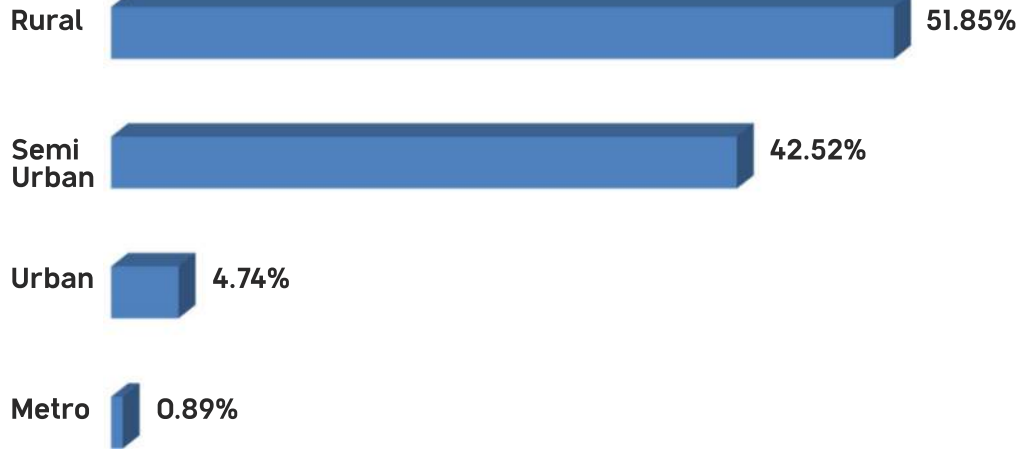 Rural 51.85%
Semi
Urban 42.52%
Urban 4.74%
Metro 0.89%